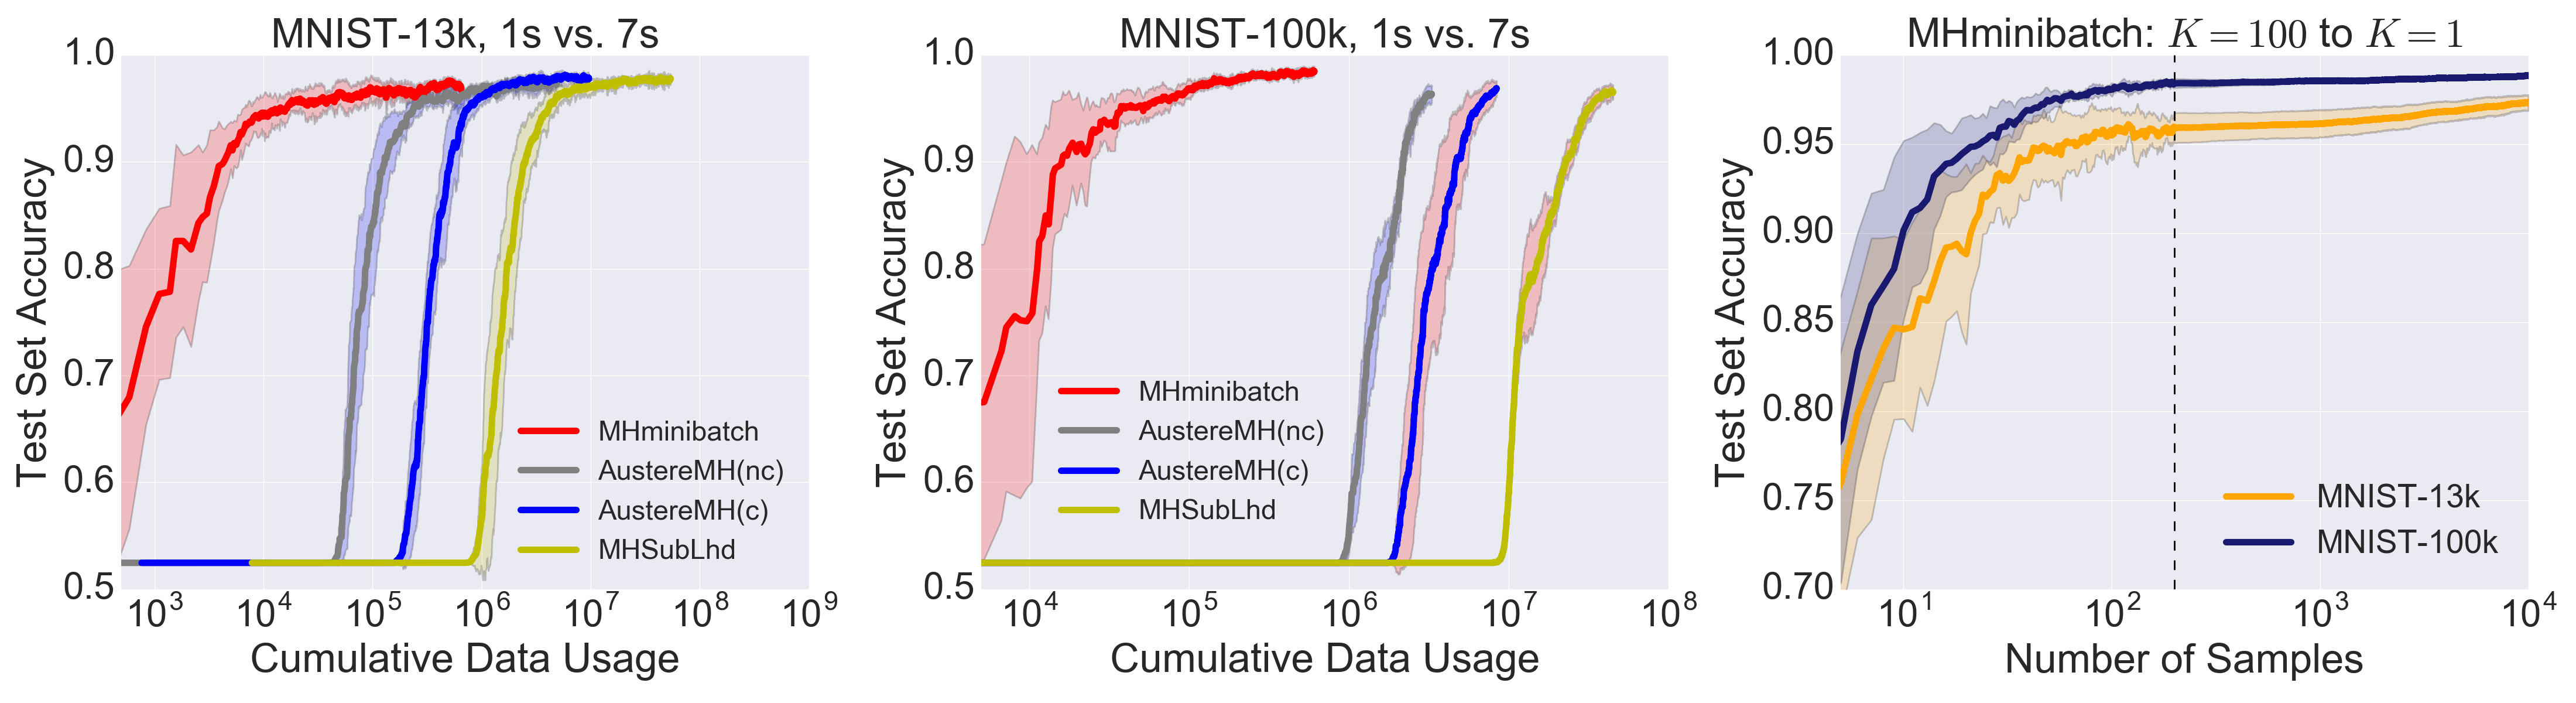 MNIST-13k, 1s vs. 7s
Test Set Accuracy
1.0
0.9
0.8
0.7
0.6
0.5
MHminibatch
AustereMH(nc)
AustereMH(c)
MHSubLhd
10^3 10^4 10^5 10^6 10^7 10^8 10^9
Cumulative Data Usage
MNIST-100k, 1s vs. 7s
Test Set Accuracy
1.0
0.9
0.8
0.7
0.6
0.5
MHminibatch
AustereMH(nc)
AustereMH(c)
MHSubLhd
10^4 10^5 10^6 10^7 10^8
Cumulative Data Usage
MHminibatch: K = 100 to K = 1
Test Set Accuracy
1.00
0.95
0.90
0.85
0.80
0.75
0.70
MNIST-13k
MNIST-100k
10^1 10^2 10^3 10^4
Number of Samples